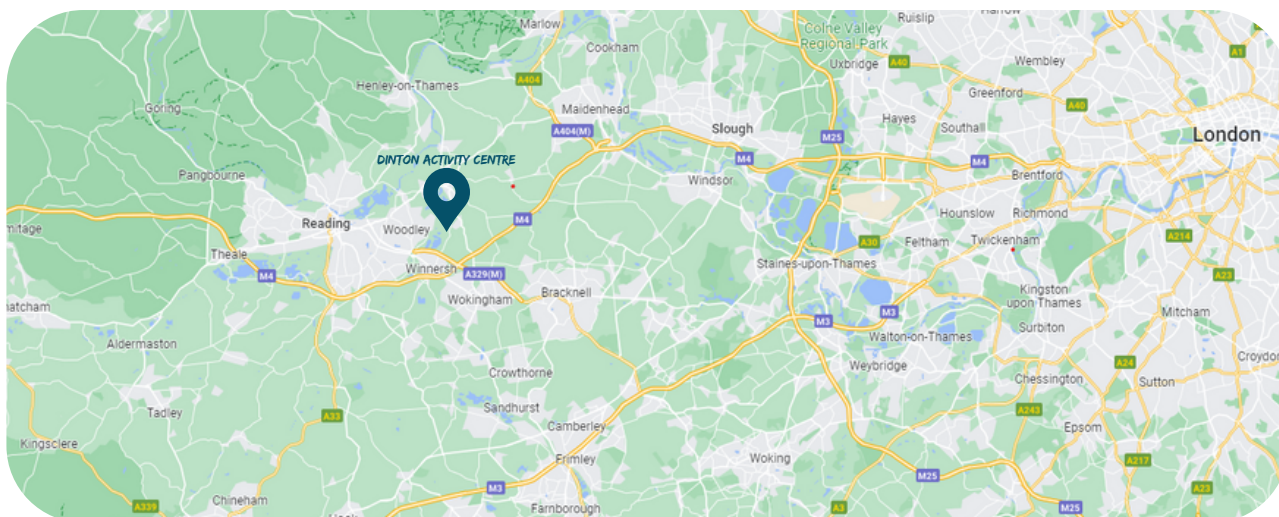 Marlow
Ruislip
Harrow
Colne Valley
Regional Park
Cookham
A1
Uxbridge
A40
Wembley
A404
Henley-on-Thames
Greenford
A40
Goring
Maidenhead
Hayes
A404(M)
Slough
Southall
M25
London
DINTON ACTIVITY CENTRE
M4
M4
Pangbourne
Windsor
Brentford
Reading
Woodley
M4
Hounslow
Richmond
A30
Feltham
Twickenham
A214
Theale
Winnersh
M4
A329(M)
Staines-upon-Thames
A23
Wokingham
Bracknell
Kingston
upon Thames
M3
M3
Mitcham
Aldermaston
Walton-on-Thames
Surbiton
Croydon
Crowthorne
Weybridge
A24
Chessington
Sutton
Tadley
Sandhurst
A33
A243
Camberley
Epsom
Kingsclere
Frimley
Woking
A217
M25
M3
A23
Chineham
A339
Farnborough
A3
M25